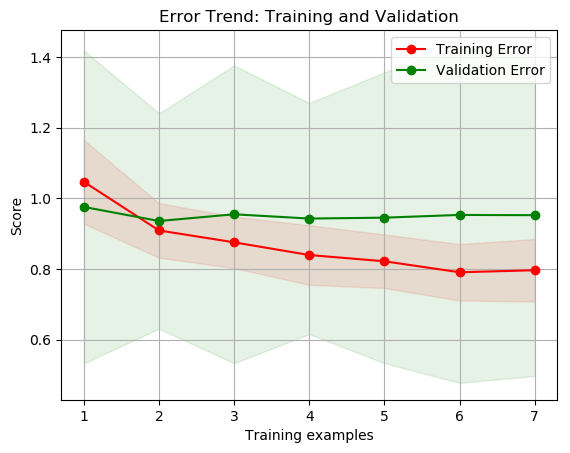 Error Trend: Training and Validation
Training Error
Validation Error
1.4
1.2
1.0
0.8
0.6
Score
1 2 3 4 5 6 7
Training examples